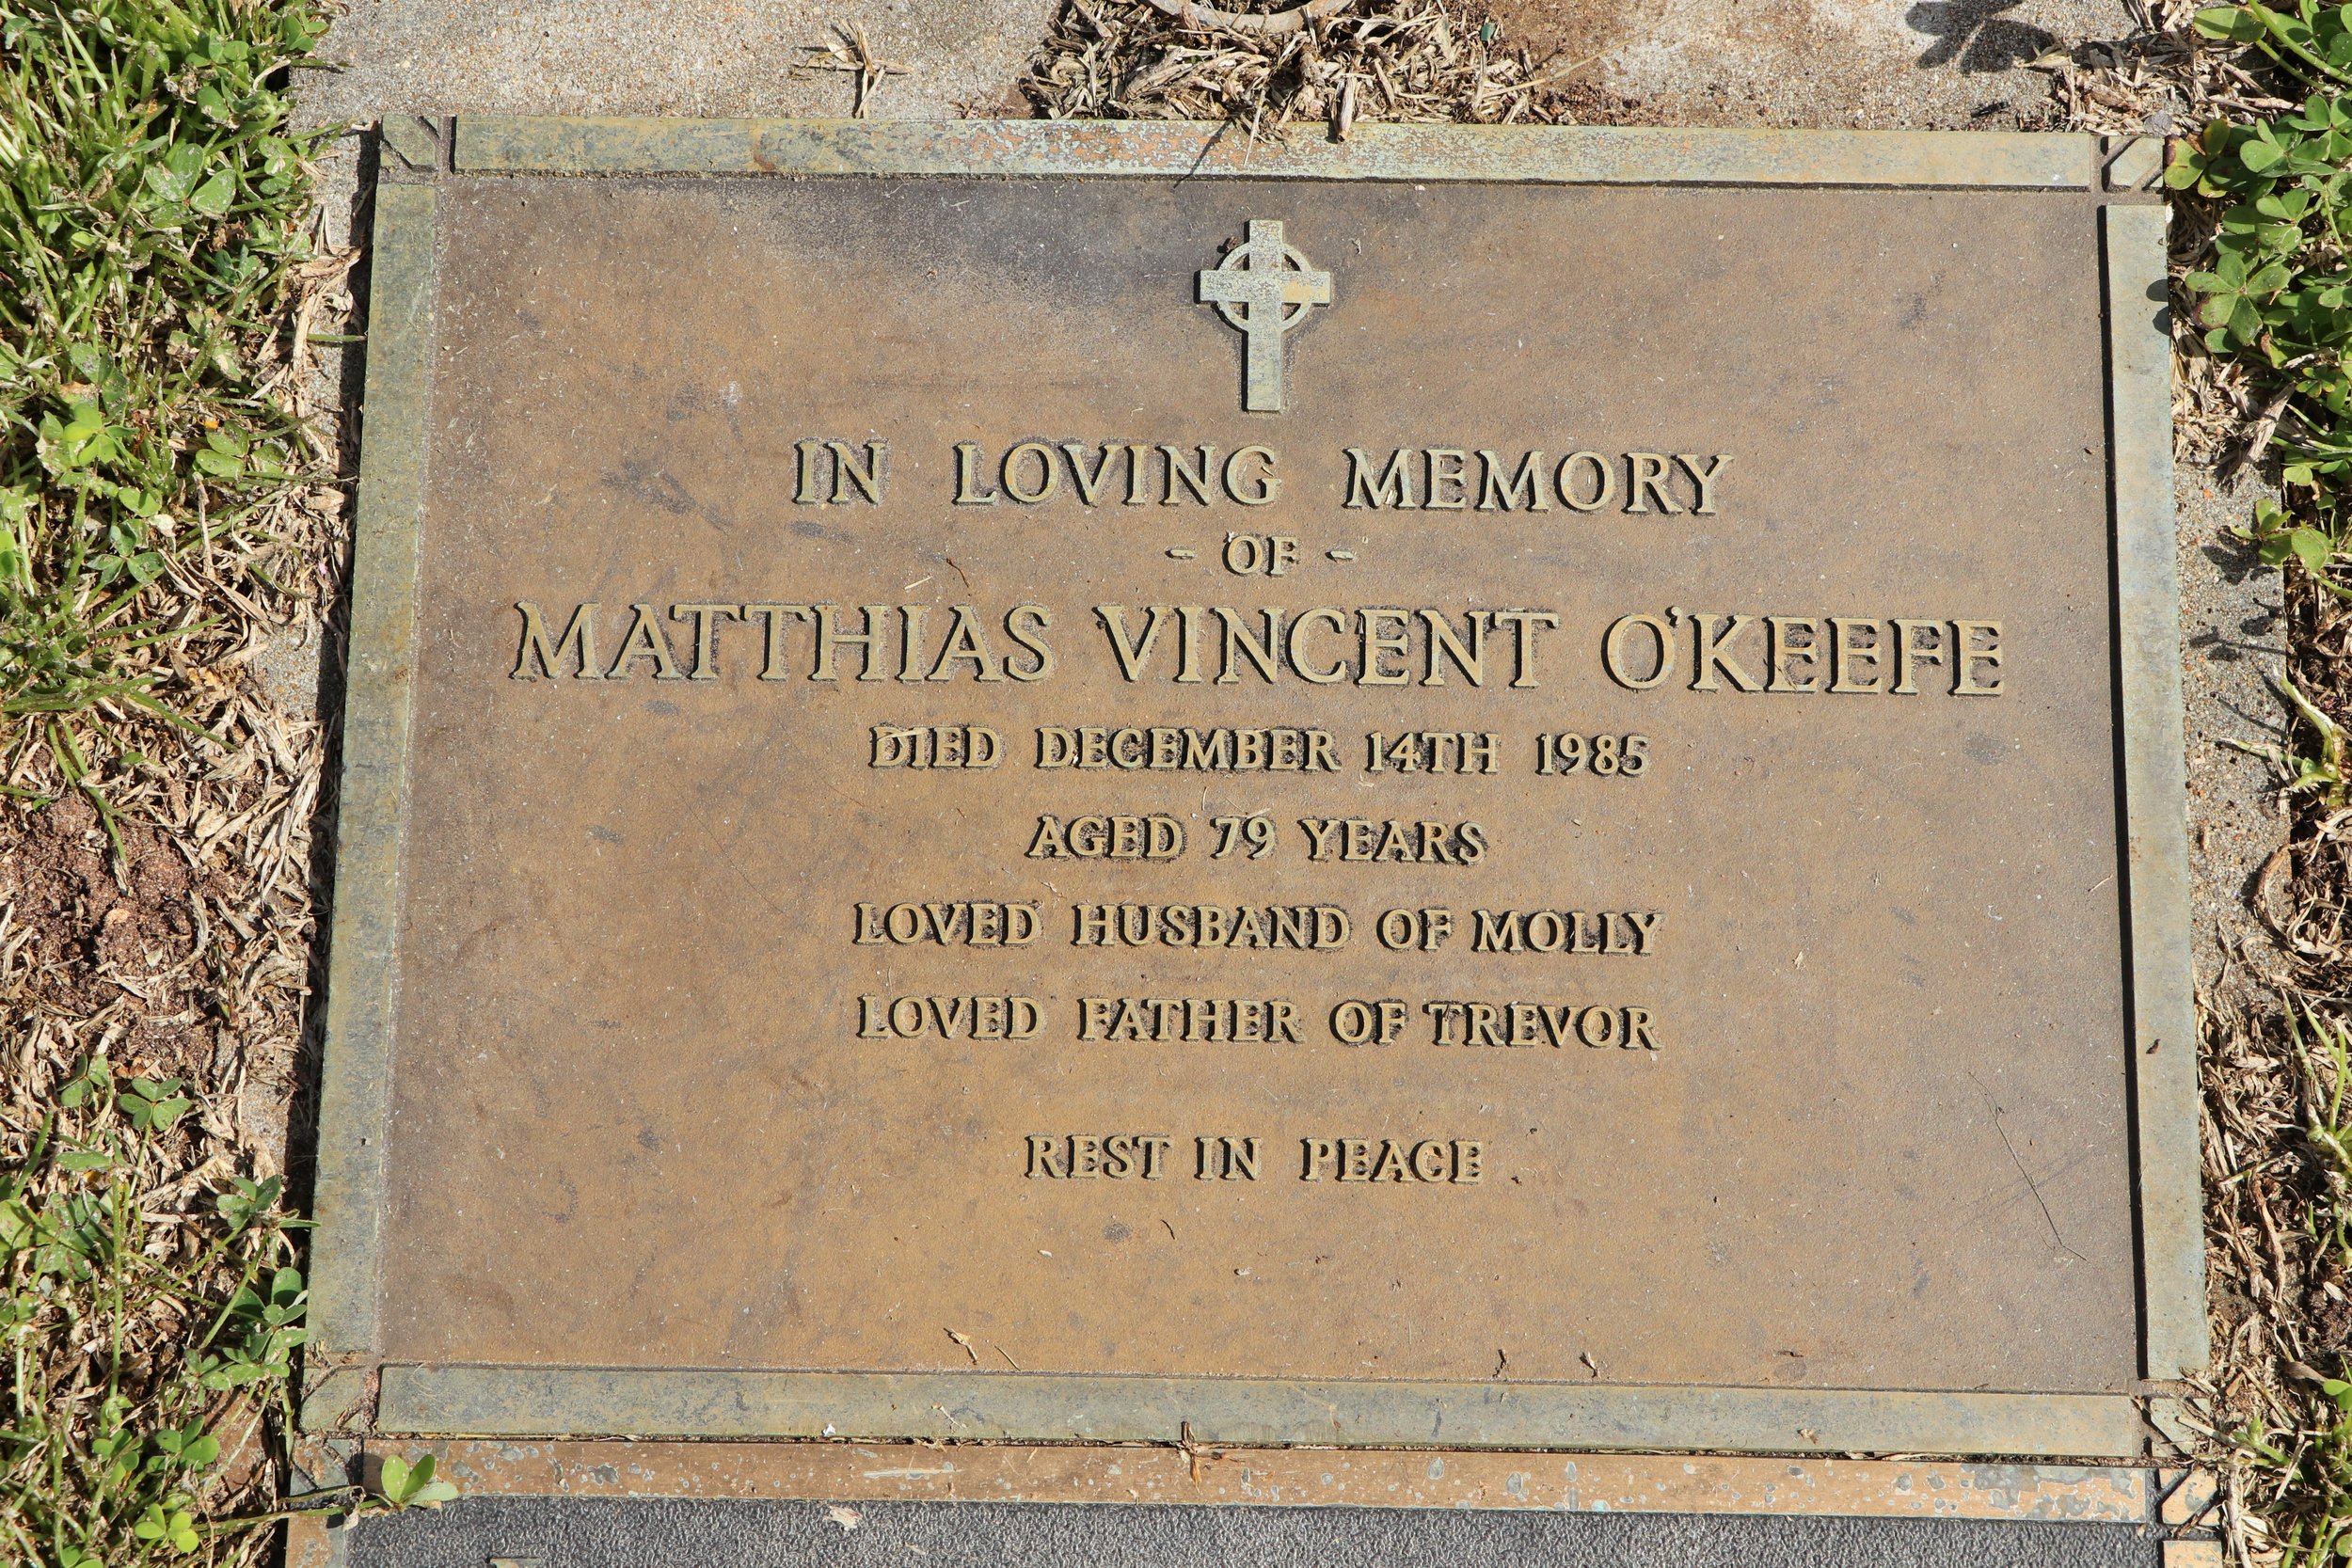 IN LOVING MEMORY
- OF -
MATTHIAS VINCENT O'KEEFE
DIED DECEMBER 14TH 1985
AGED 79 YEARS
LOVED HUSBAND OF MOLLY
LOVED FATHER OF TREVOR
REST IN PEACE